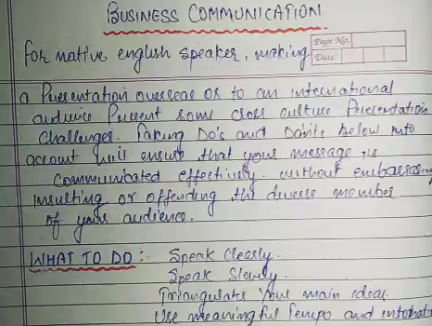 BUSINESS COMMUNICATION
for native english speaker, making
Page No.
Date
a Presentation overseas or to an international
audience Present some cross culture Presentation
Challenges. Taking Do's and Don'ts below into
account will ensure that your message is
communicated effectively without embarrassing
insulting or offending the diverse member
of your audience.
WHAT TO DO :- Speak Clearly.
Speak Slowly
Triangulate your main ideas.
Use meaningful Tempo and